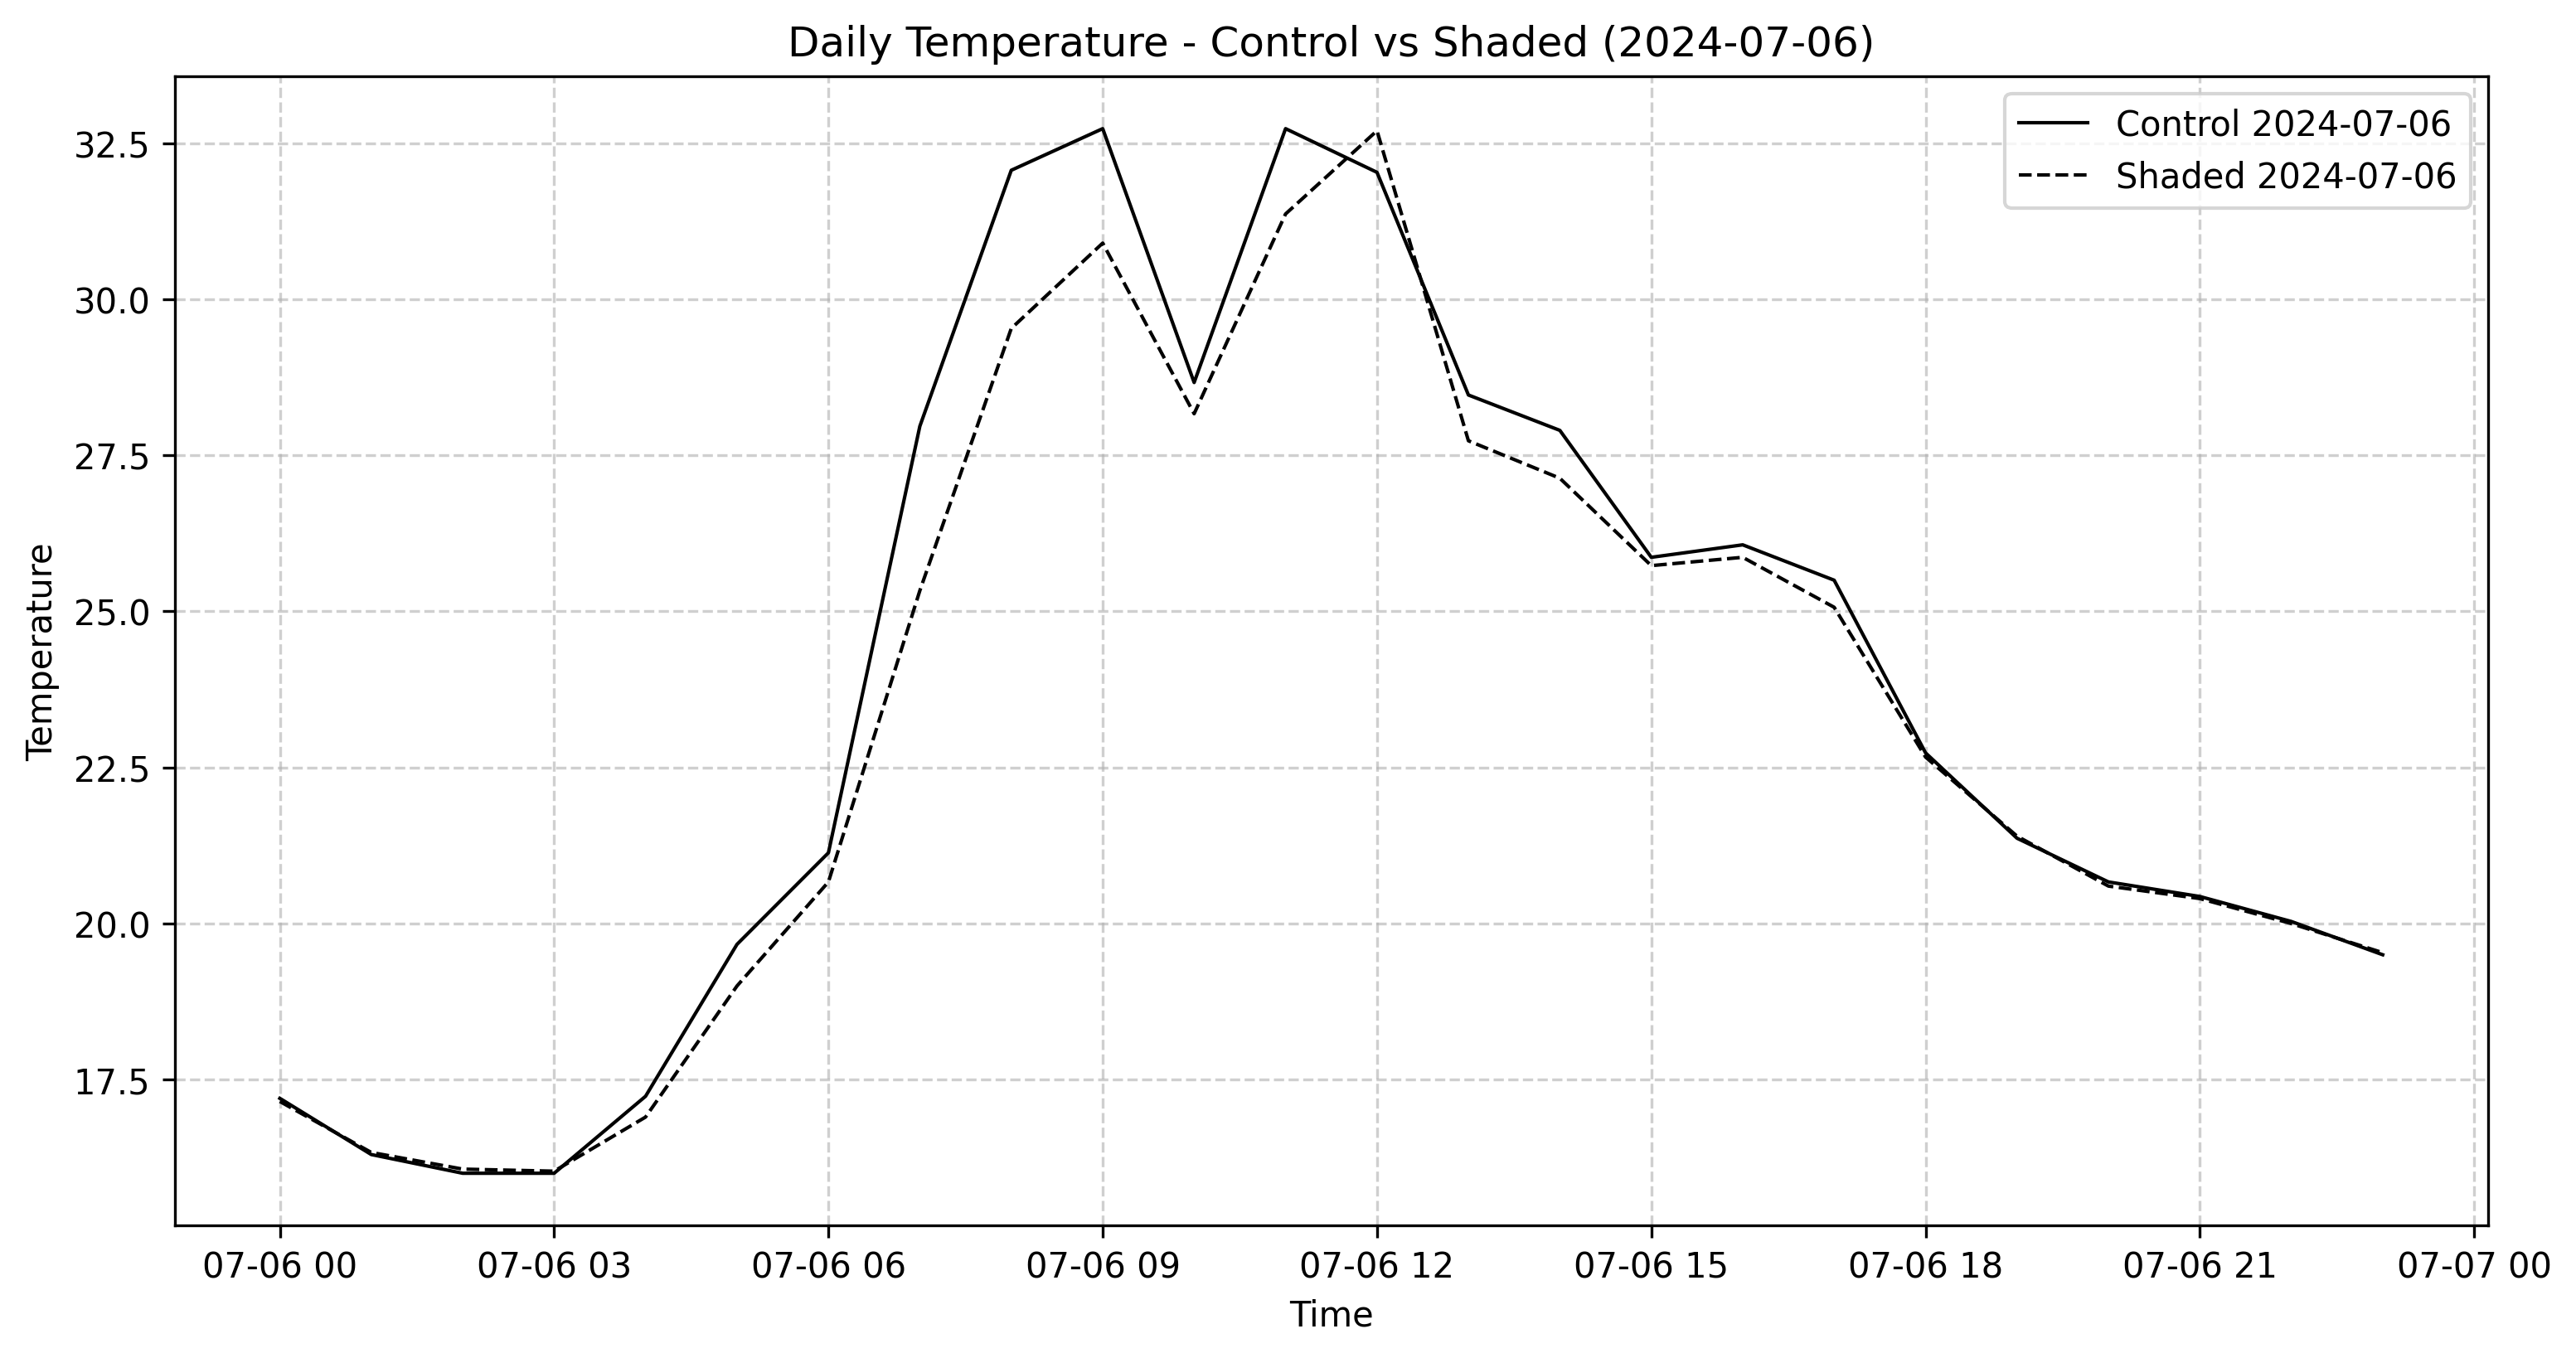 Daily Temperature - Control vs Shaded (2024-07-06)
Control 2024-07-06
Shaded 2024-07-06
32.5
30.0
27.5
25.0
22.5
20.0
17.5
Temperature
07-06 00 07-06 03 07-06 06 07-06 09 07-06 12 07-06 15 07-06 18 07-06 21 07-07 00
Time